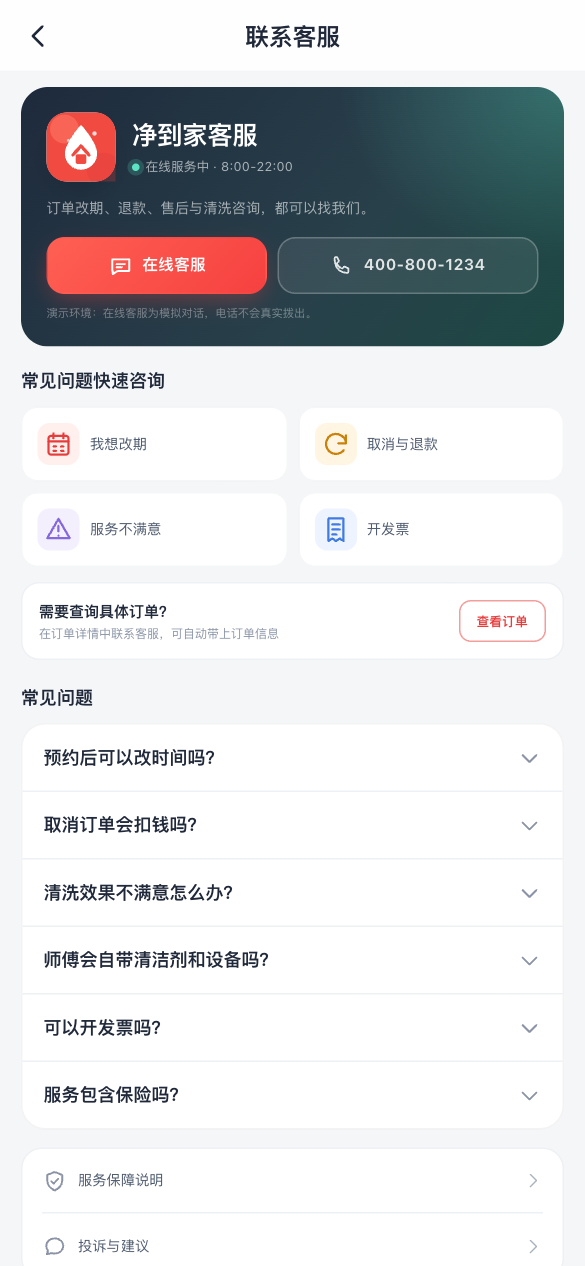 联系客服
净到家客服
在线服务中 · 8:00-22:00
订单改期、退款、售后与清洗咨询，都可以找我们。
在线客服
400-800-1234
演示环境：在线客服为模拟对话，电话不会真实拨出。
常见问题快速咨询
我想改期
取消与退款
服务不满意
开发票
需要查询具体订单?
在订单详情中联系客服，可自动带上订单信息
查看订单
常见问题
预约后可以改时间吗?
取消订单会扣钱吗?
清洗效果不满意怎么办?
师傅会自带清洁剂和设备吗?
可以开发票吗?
服务包含保险吗?
服务保障说明
投诉与建议